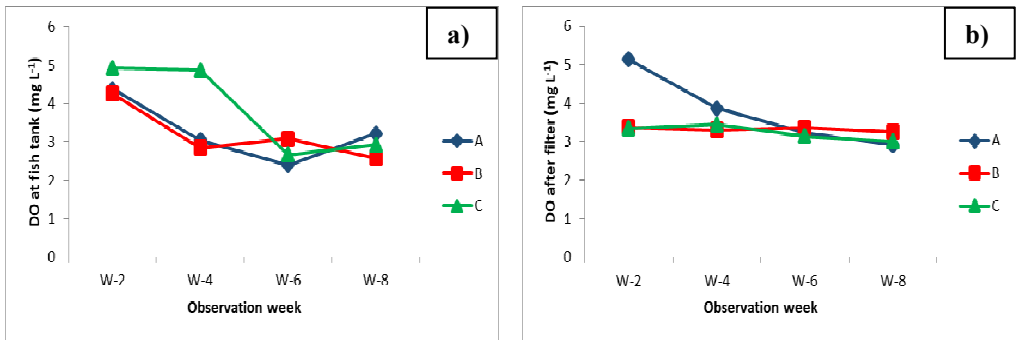 a)
DO at fish tank (mg L⁻¹)
6
5
4
3
2
1
0
W-2 W-4 W-6 W-8
Observation week
A
B
C
b)
DO after filter (mg L⁻¹)
6
5
4
3
2
1
0
W-2 W-4 W-6 W-8
Observation week
A
B
C